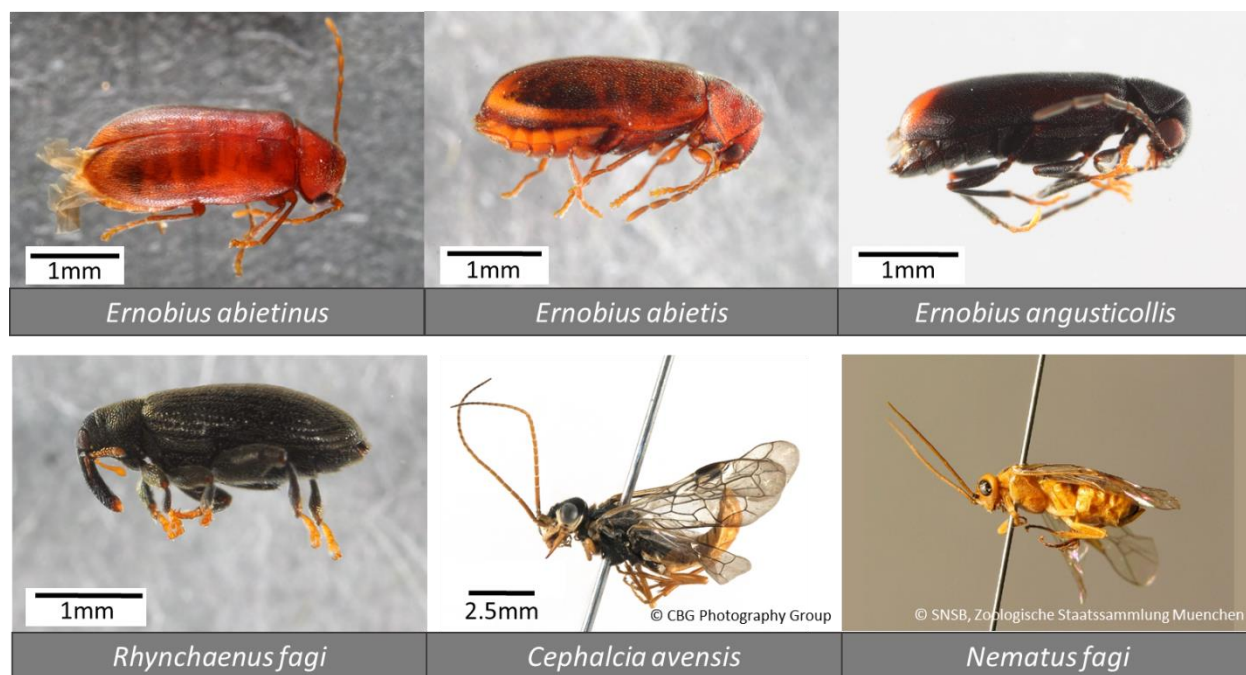 1mm
1mm
1mm
Ernobius abietinus
Ernobius abietis
Ernobius angusticollis
1mm
2.5mm
© CBG Photography Group
© SNSB, Zoologische Staatssammlung Muenchen
Rhynchaenus fagi
Cephalcia avensis
Nematus fagi